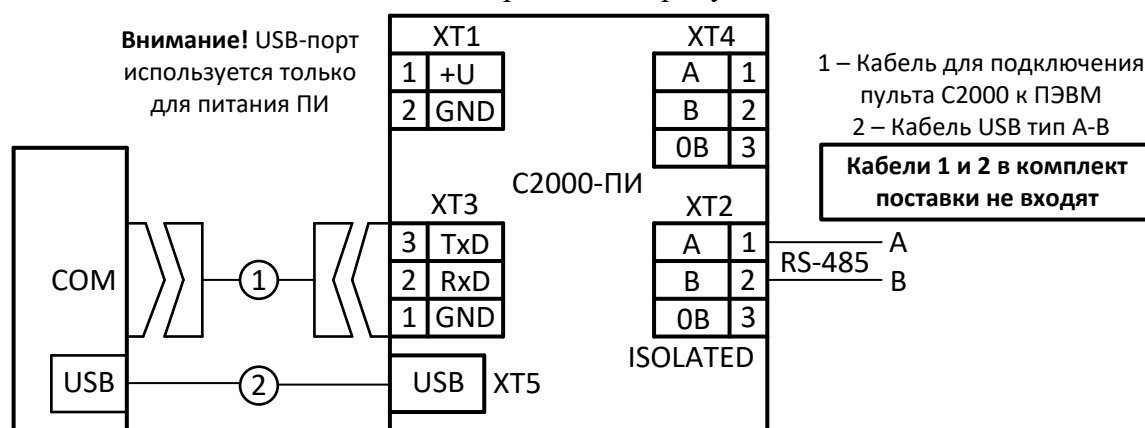 Внимание! USB-порт
используется только
для питания ПИ
XT1
1 +U
2 GND
XT4
A 1
B 2
0B 3
1 – Кабель для подключения
пульта С2000 к ПЭВМ
2 – Кабель USB тип А-В
Кабели 1 и 2 в комплект
поставки не входят
С2000-ПИ
COM
1
XT3
3 TxD
2 RxD
1 GND
XT2
A 1
B 2
0B 3
RS-485
A
B
ISOLATED
USB
2
USB
XT5